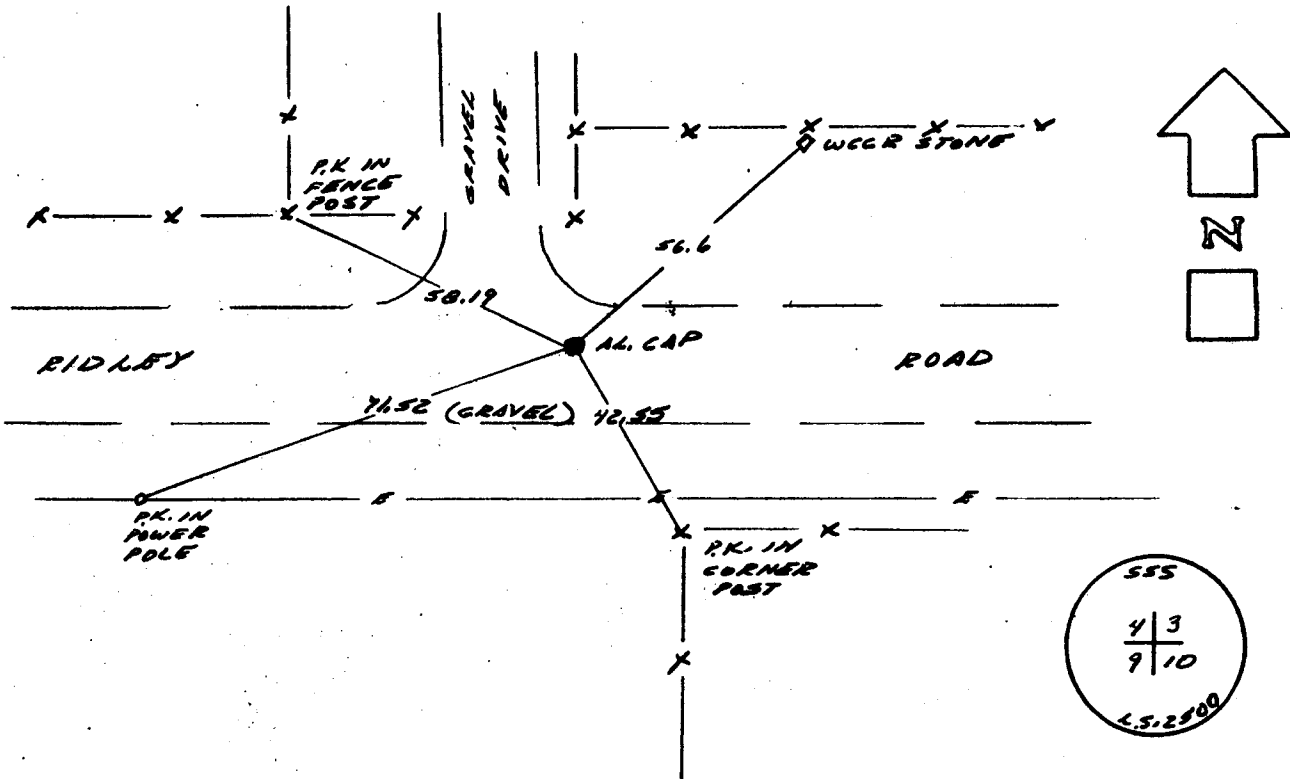 GRAVEL
DRIVE
P.K IN
FENCE
POST
WCCR STONE
N
56.6
58.19
AL. CAP
RIDLEY
ROAD
71.52 (GRAVEL) 42.55
E
E
E
P.K. IN
POWER
POLE
P.K. IN
CORNER
POST
SSS
4 3
9 10
L.S. 2500